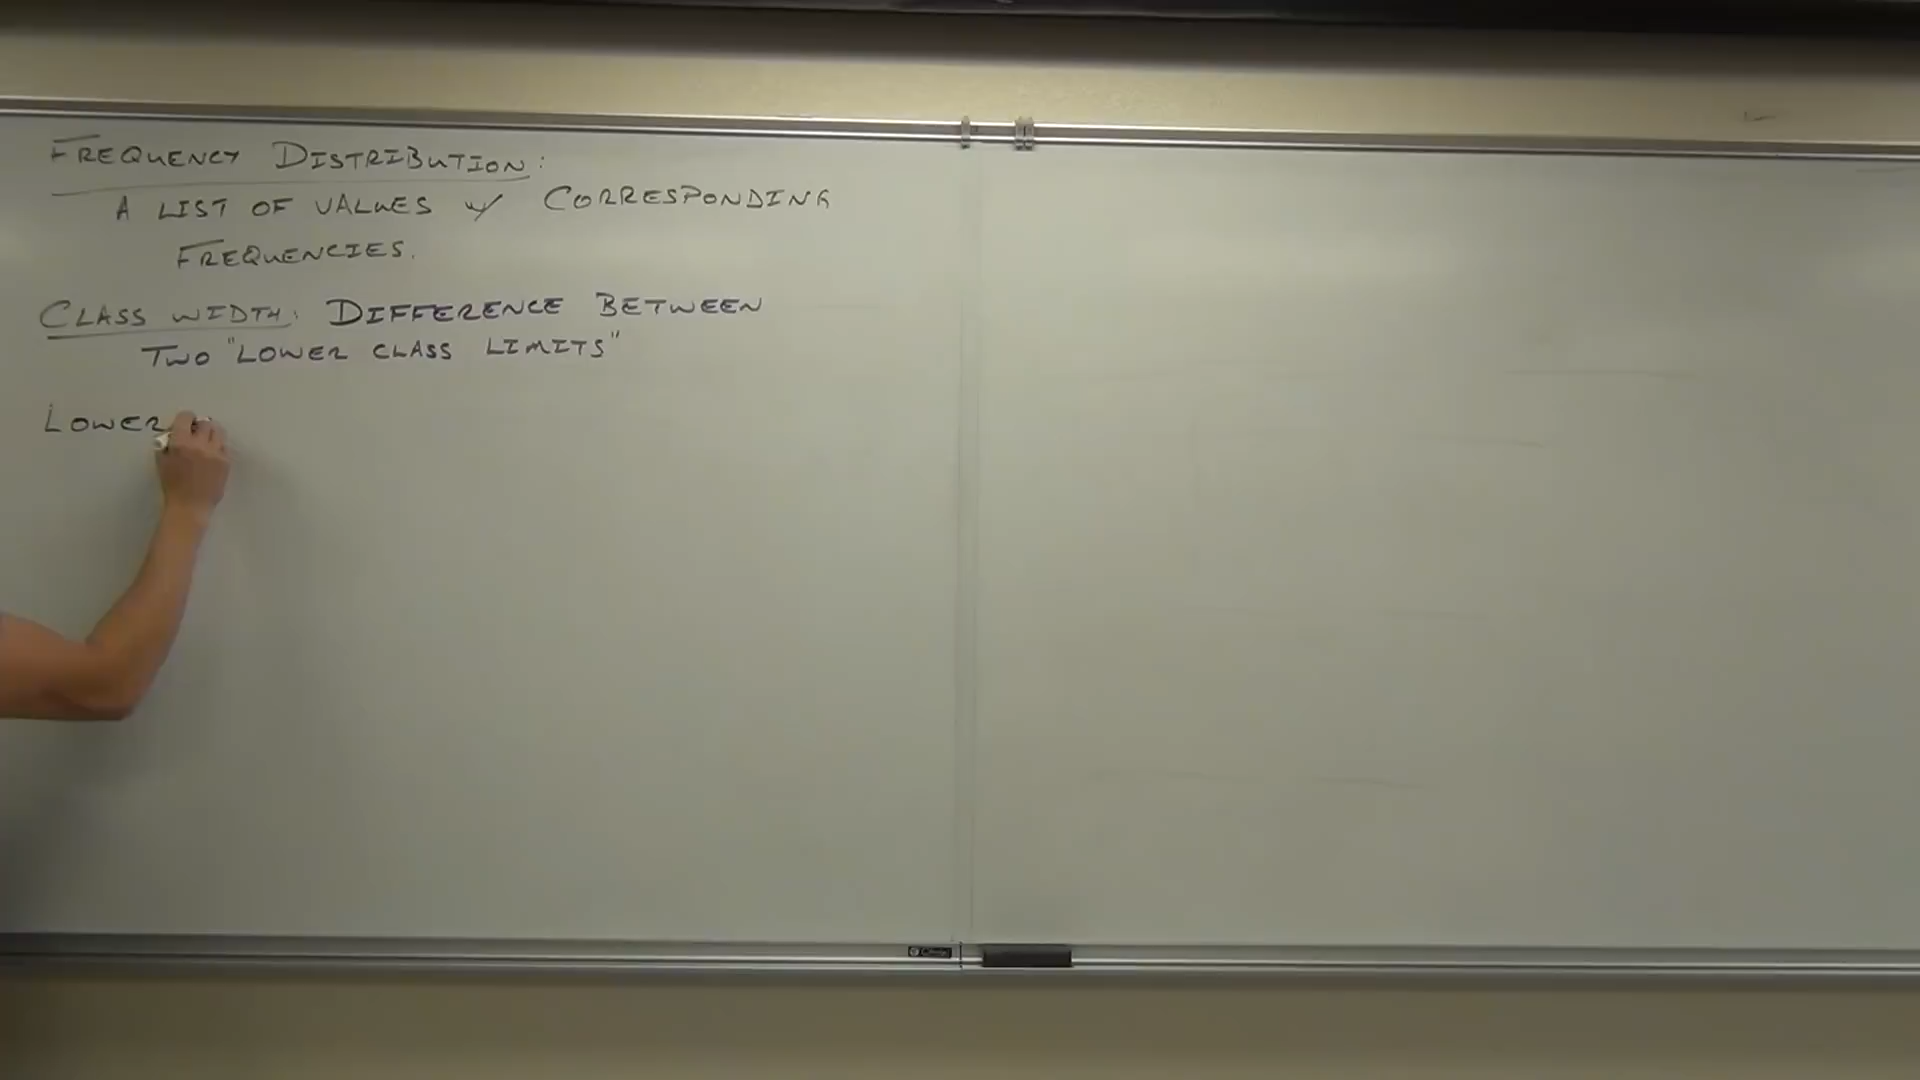 FREQUENCY DISTRIBUTION:
A LIST OF VALUES w/ CORRESPONDING
FREQUENCIES.
CLASS WIDTH: DIFFERENCE BETWEEN
TWO "LOWER CLASS LIMITS"
LOWER